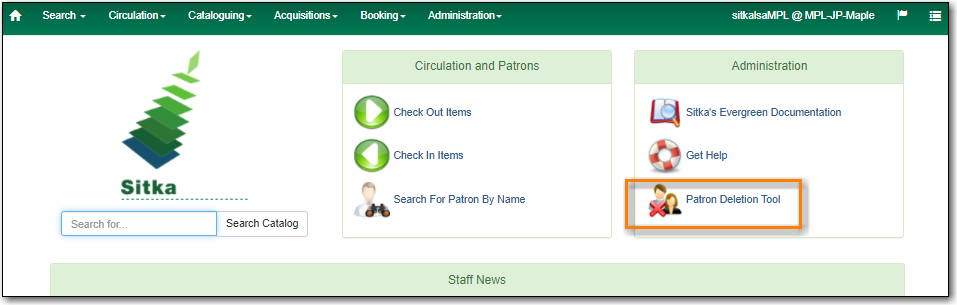 Search Circulation Cataloguing Acquisitions Booking Administration sitkalsaMPL @ MPL-JP-Maple
Sitka
Search for... Search Catalog
Circulation and Patrons
Check Out Items
Check In Items
Search For Patron By Name
Administration
Sitka's Evergreen Documentation
Get Help
Patron Deletion Tool
Staff News